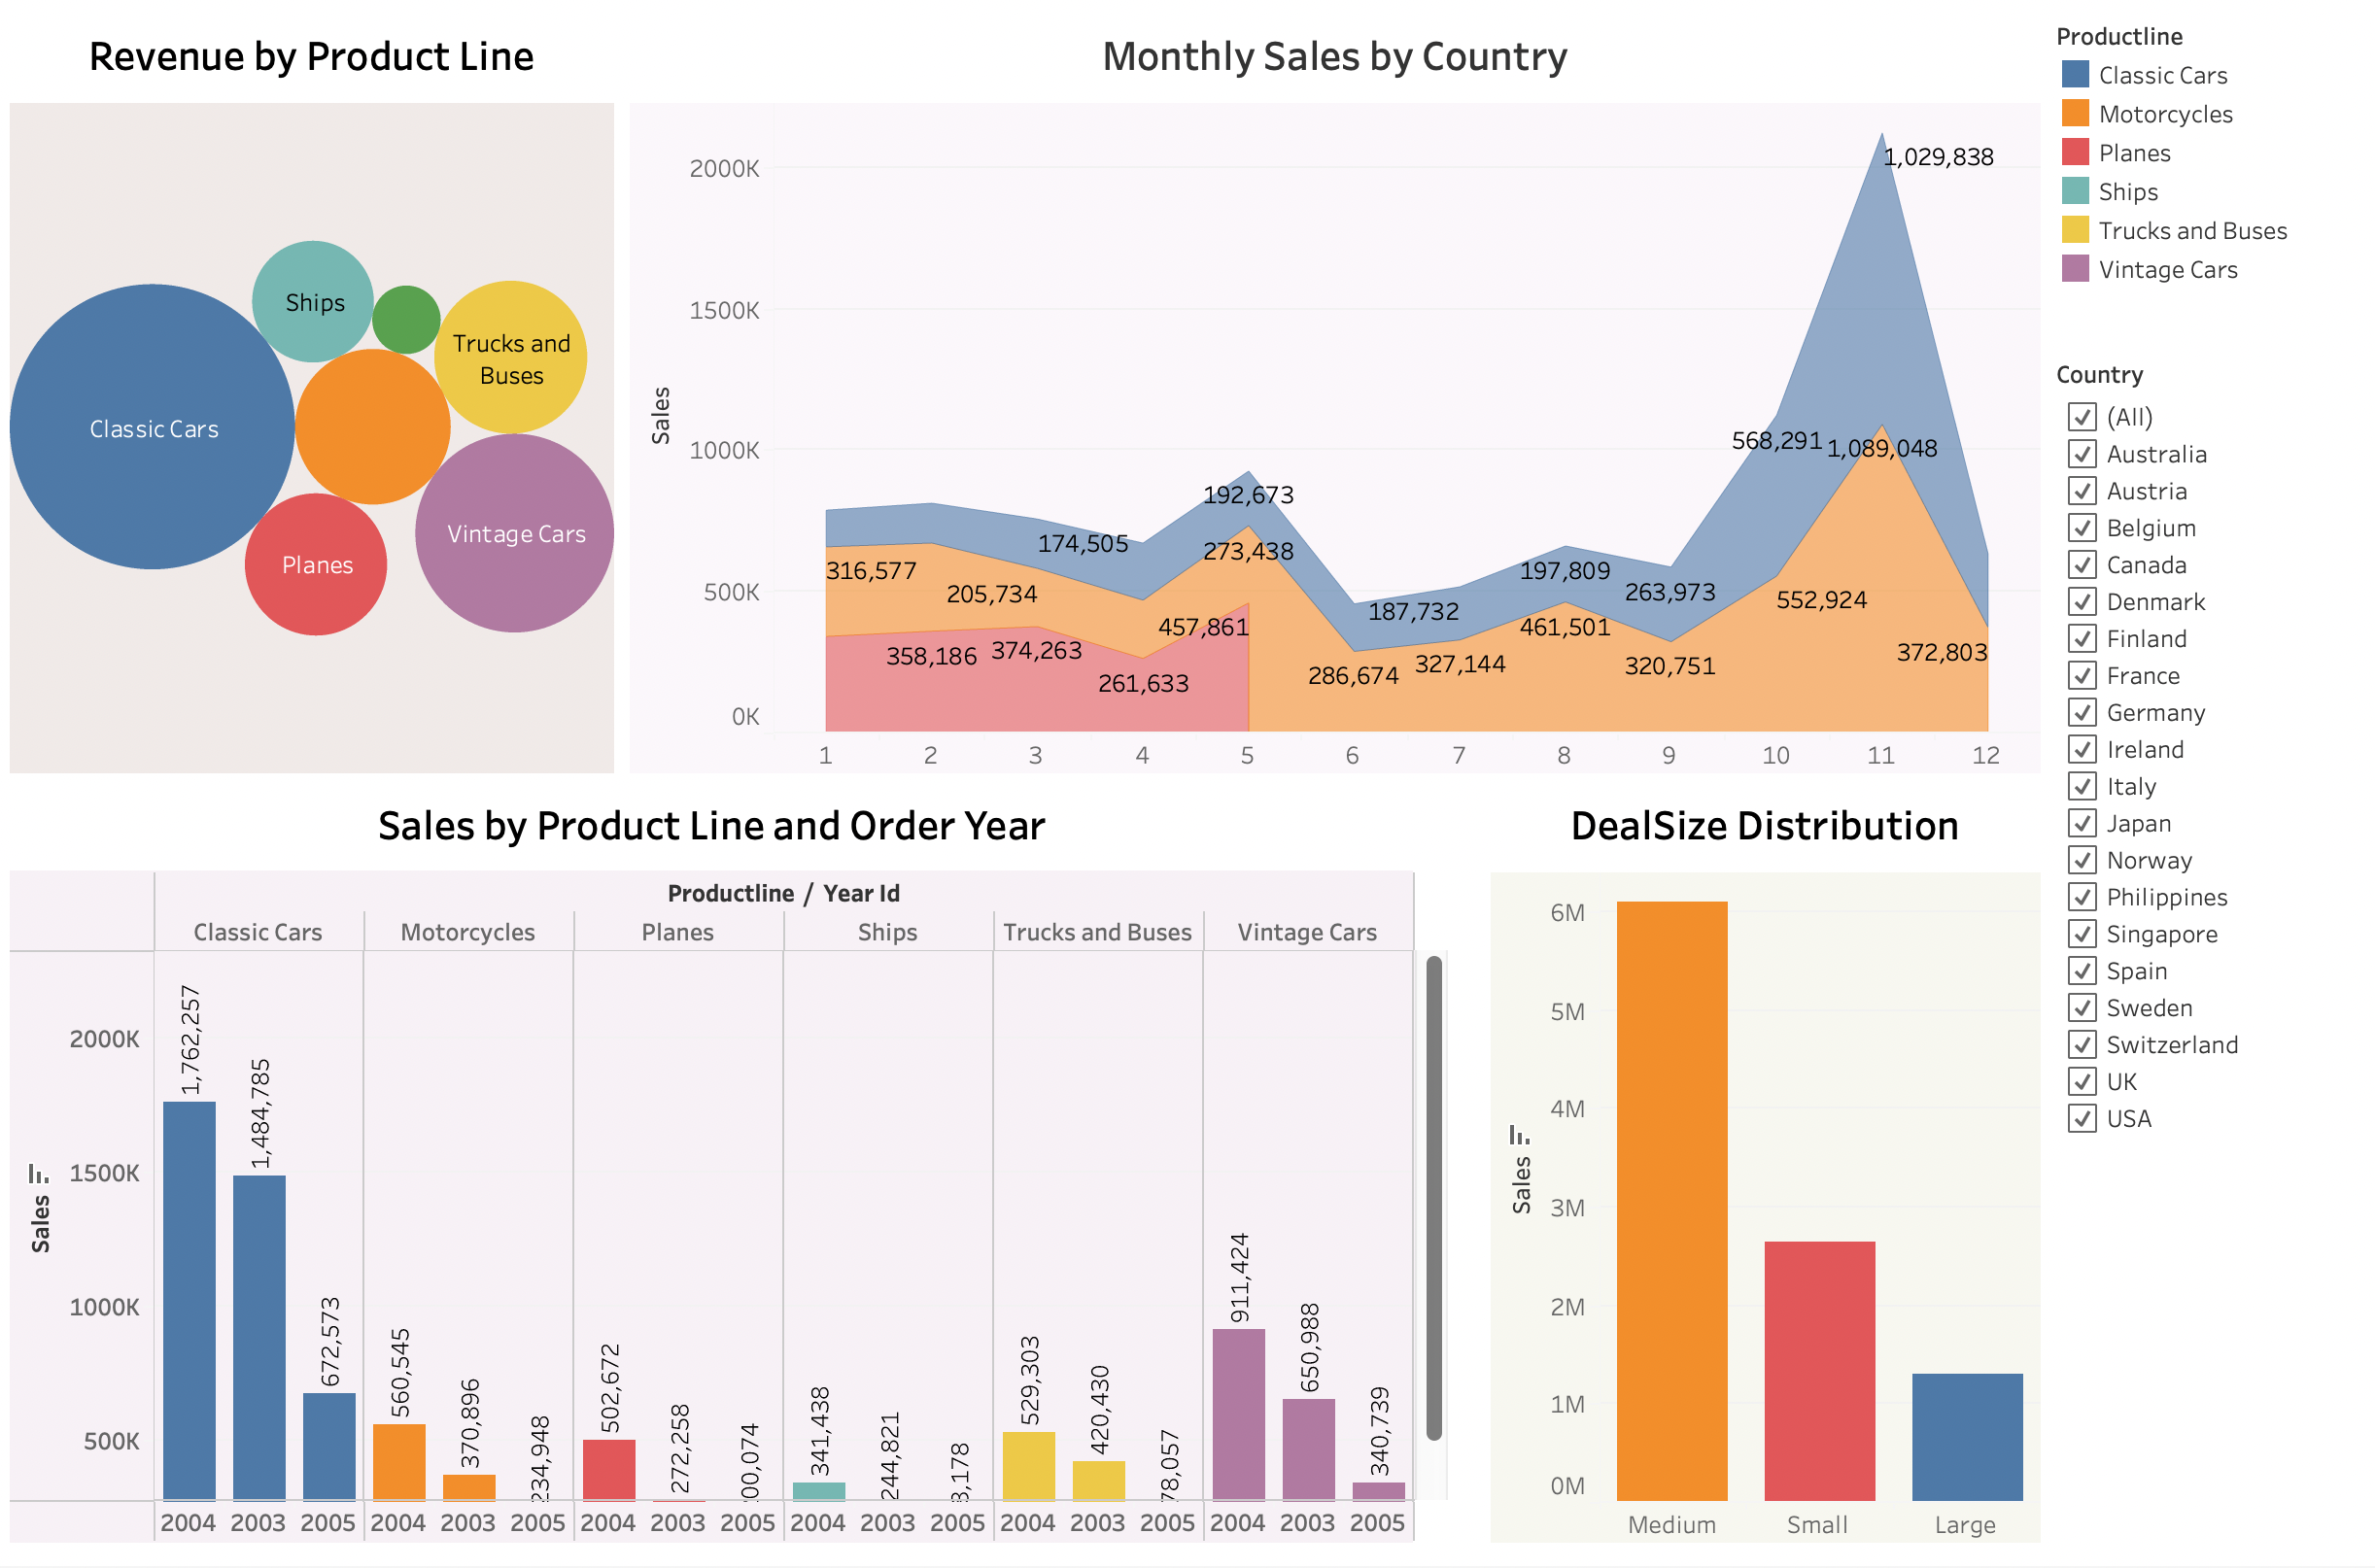 Revenue by Product Line
Classic Cars
Ships
Trucks and
Buses
Vintage Cars
Planes
Monthly Sales by Country
Sales
2000K
1500K
1000K
500K
0K
1,029,838
568,291
1,089,048
192,673
174,505
273,438
316,577
205,734
197,809
263,973
187,732
552,924
457,861
461,501
358,186
374,263
261,633
286,674
327,144
320,751
372,803
1 2 3 4 5 6 7 8 9 10 11 12
Productline
Classic Cars
Motorcycles
Planes
Ships
Trucks and Buses
Vintage Cars
Country
(All)
Australia
Austria
Belgium
Canada
Denmark
Finland
France
Germany
Ireland
Italy
Japan
Norway
Philippines
Singapore
Spain
Sweden
Switzerland
UK
USA
Sales by Product Line and Order Year
Productline / Year Id
Classic Cars Motorcycles Planes Ships Trucks and Buses Vintage Cars
Sales
2000K
1500K
1000K
500K
1,762,257
1,484,785
672,573
560,545
370,896
234,948
502,672
272,258
00,074
341,438
244,821
3,178
529,303
420,430
78,057
911,424
650,988
340,739
2004 2003 2005 2004 2003 2005 2004 2003 2005 2004 2003 2005 2004 2003 2005 2004 2003 2005
DealSize Distribution
Sales
6M
5M
4M
3M
2M
1M
0M
Medium Small Large